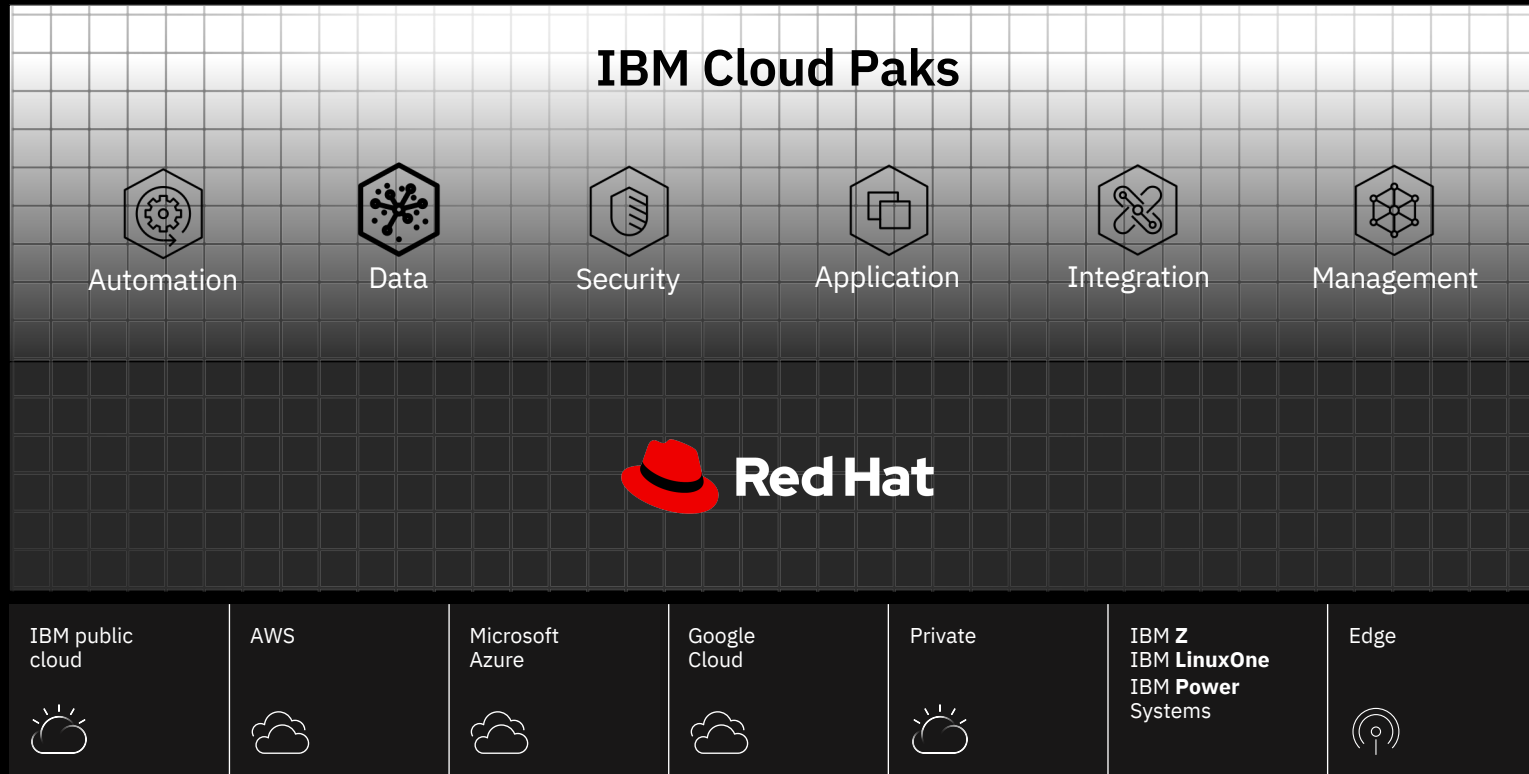 IBM Cloud Paks
Automation
Data
Security
Application
Integration
Management
Red Hat
IBM public
cloud
AWS
Microsoft
Azure
Google
Cloud
Private
IBM Z
IBM LinuxOne
IBM Power
Systems
Edge